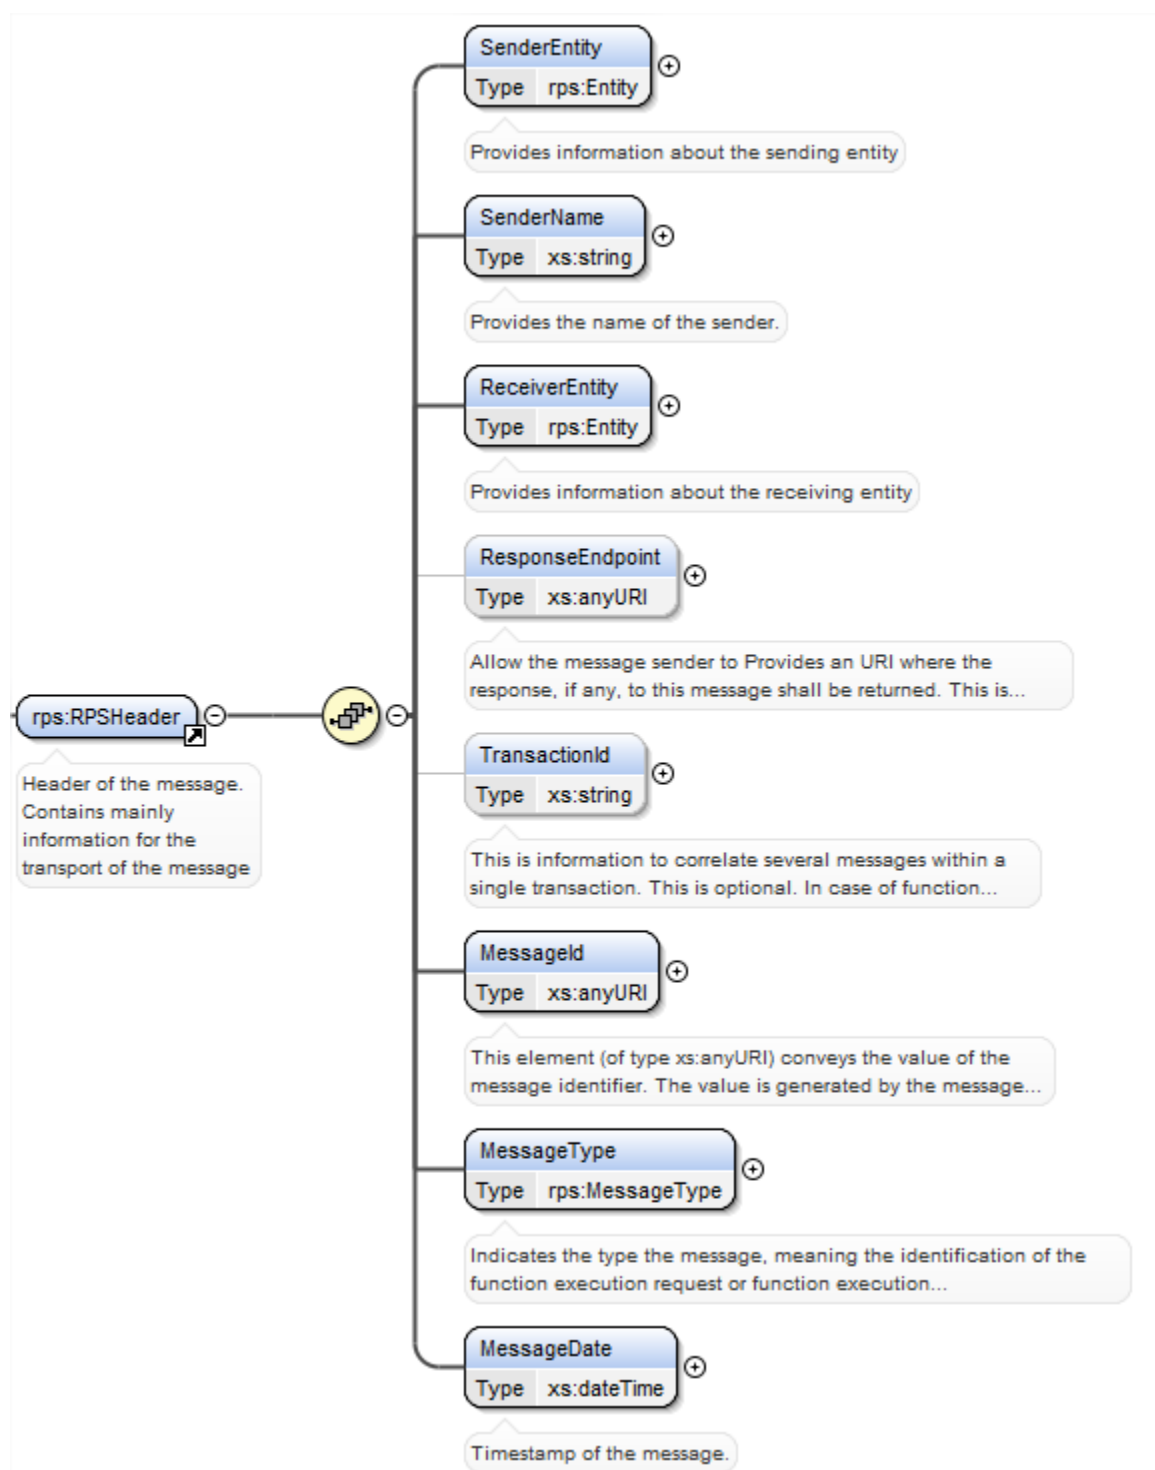 SenderEntity
Type rps:Entity
Provides information about the sending entity
SenderName
Type xs:string
Provides the name of the sender.
ReceiverEntity
Type rps:Entity
Provides information about the receiving entity
ResponseEndpoint
Type xs:anyURI
Allow the message sender to Provides an URI where the
response, if any, to this message shall be returned. This is...
rps:RPSHeader
Header of the message.
Contains mainly
information for the
transport of the message
TransactionId
Type xs:string
This is information to correlate several messages within a
single transaction. This is optional. In case of function...
MessageId
Type xs:anyURI
This element (of type xs:anyURI) conveys the value of the
message identifier. The value is generated by the message...
MessageType
Type rps:MessageType
Indicates the type the message, meaning the identification of the
function execution request or function execution...
MessageDate
Type xs:dateTime
Timestamp of the message.